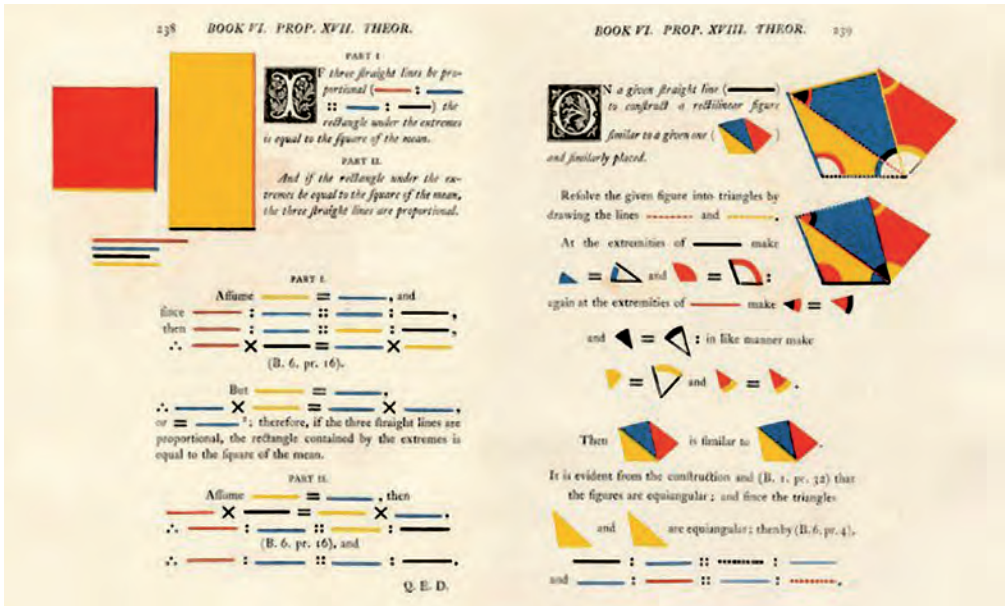 238 BOOK VI. PROP. XVII. THEOR.
PART I.
IF three ſtraight lines be pro-
portional ( :
:: : ) the
rectangle under the extremes
is equal to the ſquare of the mean.
PART II.
And if the rectangle under the ex-
tremes be equal to the ſquare of the mean,
the three ſtraight lines are proportional.
PART I.
Aſſume = , and
ſince : :: : ,
then : :: : ,
∴ × = ×
(B. 6. pr. 16).
But = ,
∴ × = × ,
or = ²; therefore, if the three ſtraight lines are
proportional, the rectangle contained by the extremes is
equal to the ſquare of the mean.
PART II.
Aſſume = , then
× = × .
∴ : :: :
(B. 6. pr. 16), and
∴ : :: : .
Q. E. D.
BOOK VI. PROP. XVIII. THEOR. 239
ON a given ſtraight line ( )
to conſtruct a rectilinear figure
ſimilar to a given one ( )
and ſimilarly placed.
Reſolve the given figure into triangles by
drawing the lines and .
At the extremities of make
= and = :
again at the extremities of make =
and = : in like manner make
= and = .
Then is ſimilar to .
It is evident from the conſtruction and (B. 1. pr. 32) that
the figures are equiangular; and ſince the triangles
and are equiangular; then by (B. 6. pr. 4),
: :: :
and : :: : .